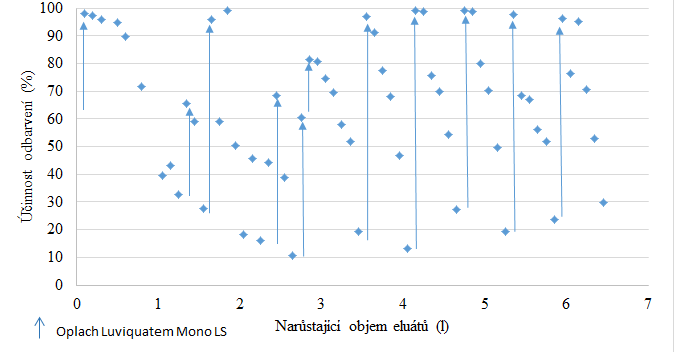 100
90
80
70
60
50
40
30
20
10
0
Účinnost odbarvení (%)
0 1 2 3 4 5 6 7
Narůstající objem eluátů (l)
Oplach Luviquatem Mono LS